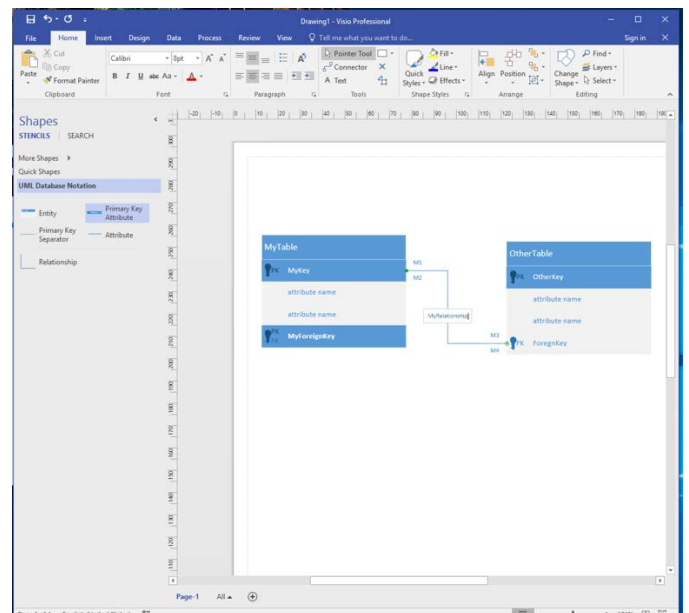 Drawing1 - Visio Professional
File Home Insert Design Data Process Review View Tell me what you want to do... Sign in
Cut
Copy
Format Painter
Paste
Clipboard
Calibri 8pt
B I U abc Aa
Font
Paragraph
Pointer Tool
Connector
A Text
Tools
Quick Styles
Fill
Line
Effects
Shape Styles
Align Position
Arrange
Change Shape
Find
Layers
Select
Editing
Shapes
STENCILS SEARCH
More Shapes
Quick Shapes
UML Database Notation
Entity
Primary Key Attribute
Primary Key Separator
Attribute
Relationship
MyTable
PK MyKey
attribute name
attribute name
PK
FK
MyForeignKey
M1
M2
MyRelationship
M3
M4
OtherTable
PK OtherKey
attribute name
attribute name
FK ForegnKey
Page-1 All